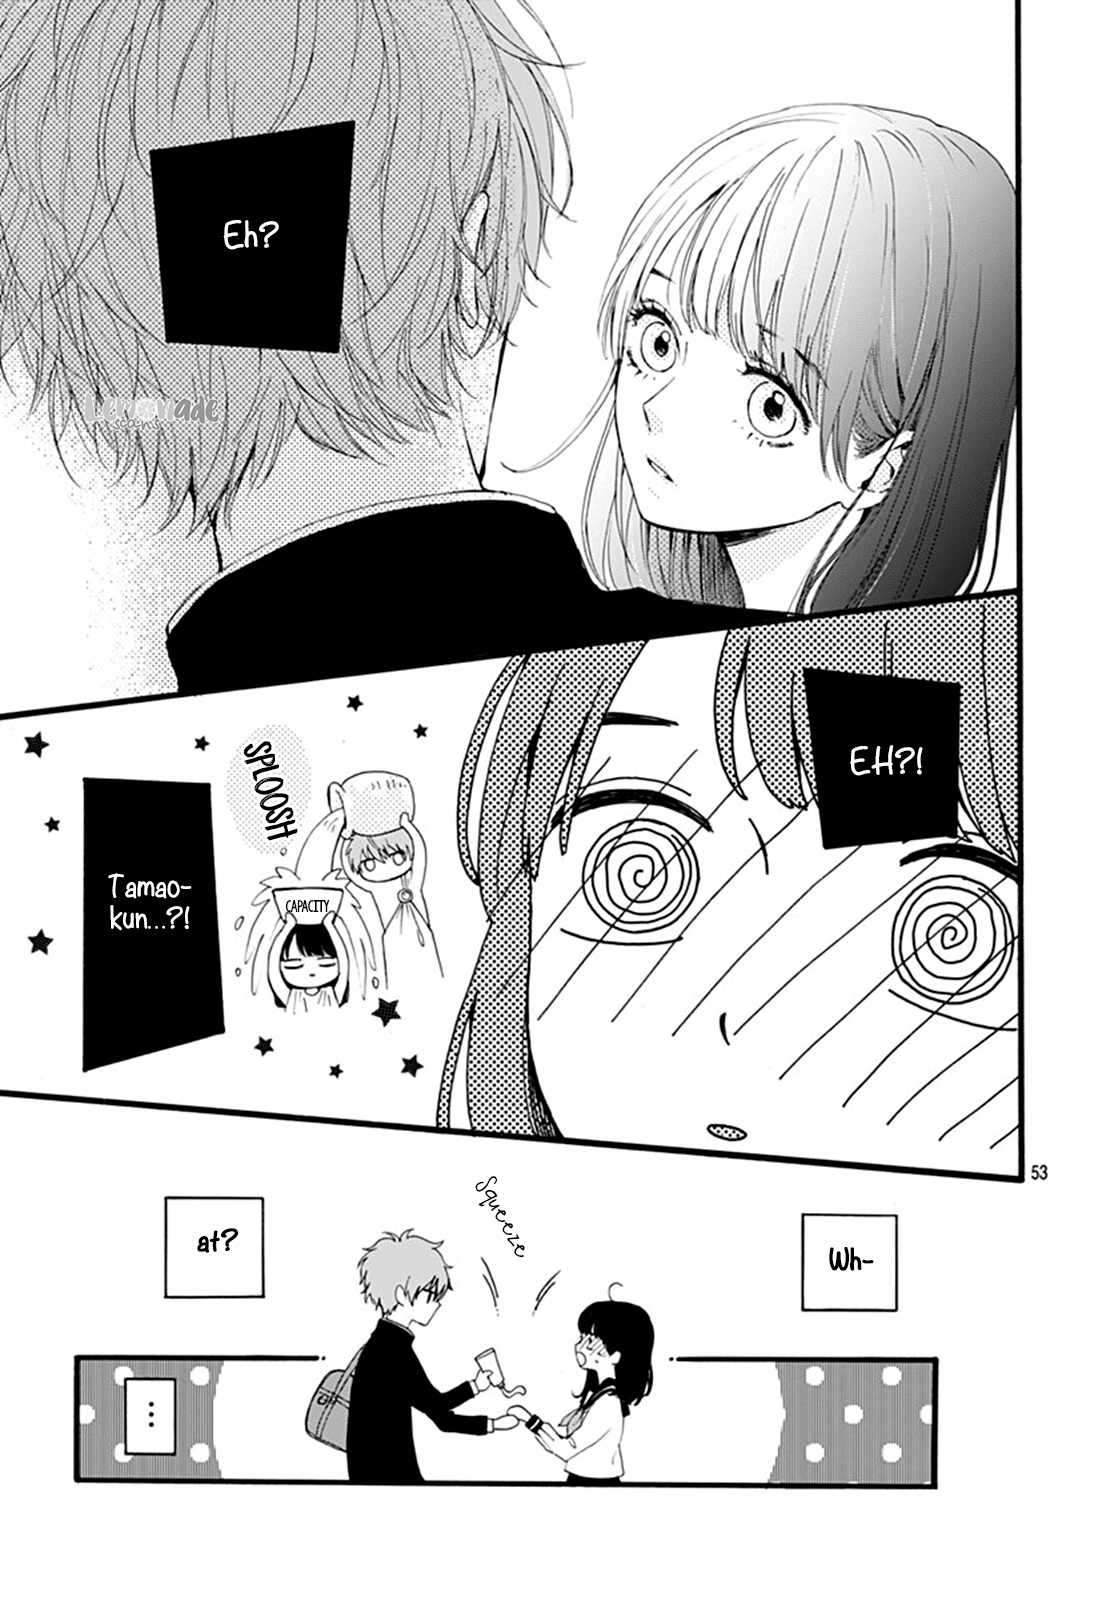 Eh?
Lemonade
EH?!
SPLOOSH
CAPACITY
Tamao-
kun...?!
53
Wh-
Squeeze
at?
...